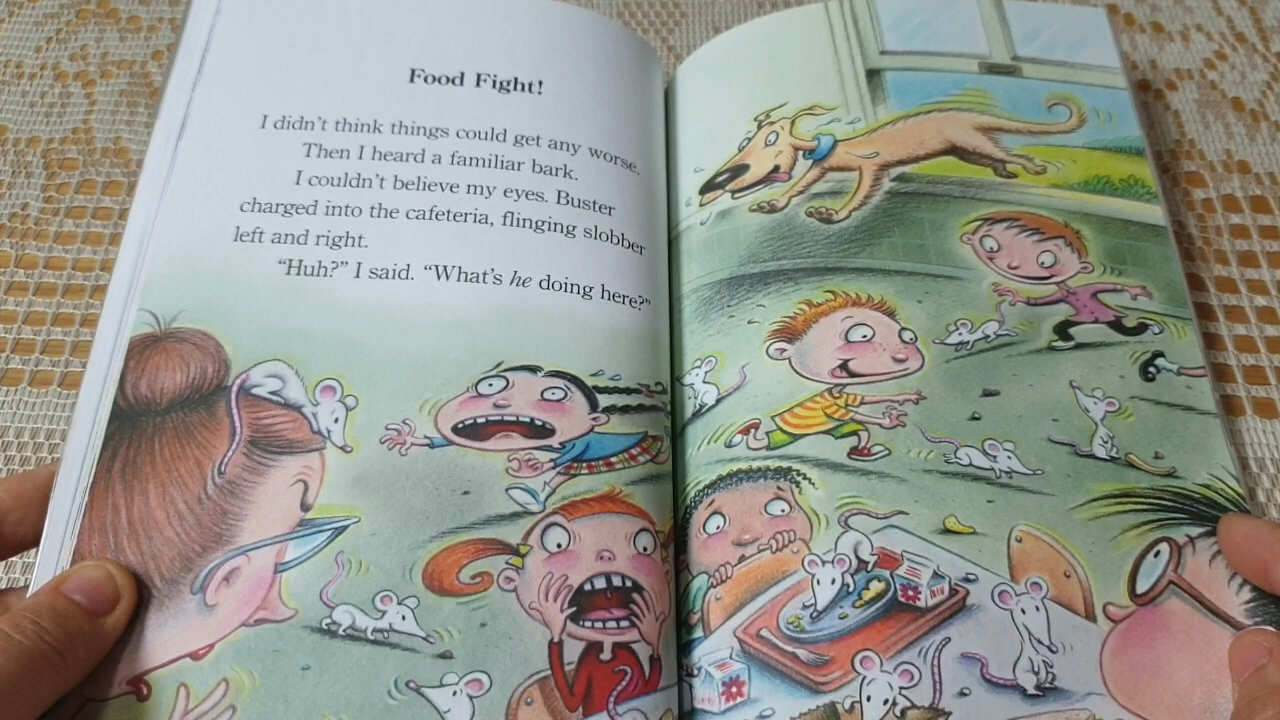 Food Fight!
I didn't think things could get any worse.
Then I heard a familiar bark.
I couldn't believe my eyes. Buster
charged into the cafeteria, flinging slobber
left and right.
“Huh?” I said. “What's he doing here?”